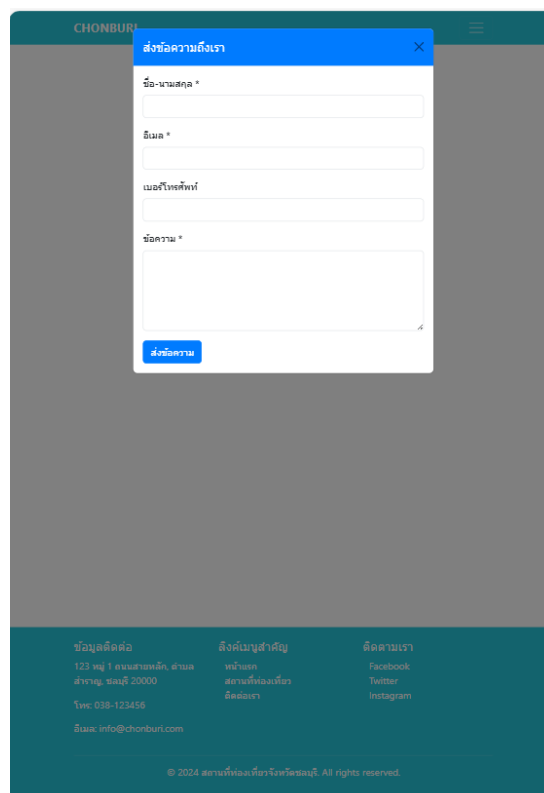 CHONBURI
ส่งข้อความถึงเรา
ชื่อ-นามสกุล *
อีเมล *
เบอร์โทรศัพท์
ข้อความ *
ส่งข้อความ
ข้อมูลติดต่อ
123 หมู่ 1 ถนนสายหลัก, ตำบล
สำราญ, ชลบุรี 20000
โทร: 038-123456
อีเมล: info@chonburi.com
ลิงค์เมนูสำคัญ
หน้าแรก
สถานที่ท่องเที่ยว
ติดต่อเรา
ติดตามเรา
Facebook
Twitter
Instagram
© 2024 สถานที่ท่องเที่ยวจังหวัดชลบุรี. All rights reserved.